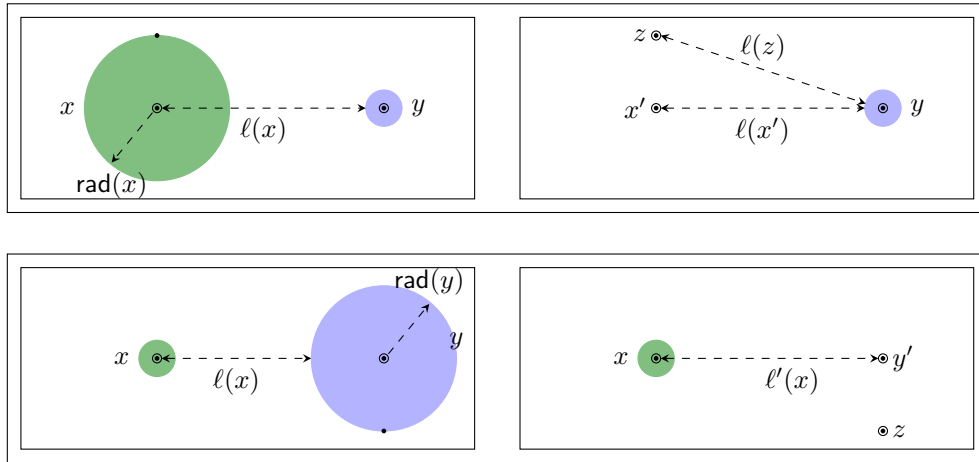 z ℓ(z)
x y x′ y
ℓ(x) ℓ(x′)
rad(x)
rad(y)
y
x x y′
ℓ(x) ℓ′(x)
z